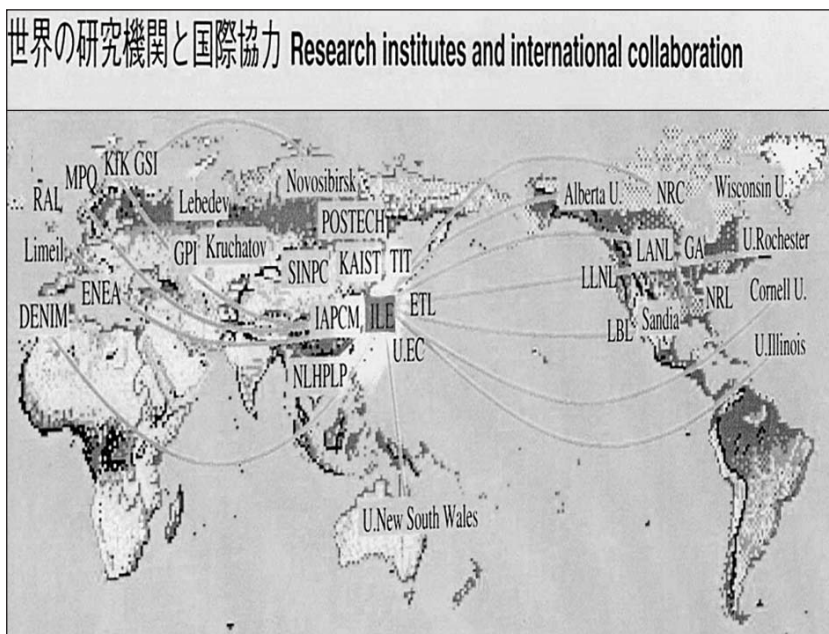 世界の研究機関と国際協力 Research institutes and international collaboration
KfK GSI
MPQ
RAL
Novosibirsk
Alberta U.
NRC
Wisconsin U.
Lebedev
POSTECH
Limeil
GPI
Kruchatov
SINPC
KAIST
TIT
LANL
GA
U.Rochester
LLNL
ENEA
DENIM
IAPCM
ILE
ETL
NRL
Cornell U.
LBL
Sandia
U.EC
U.Illinois
NLHPLP
U.New South Wales